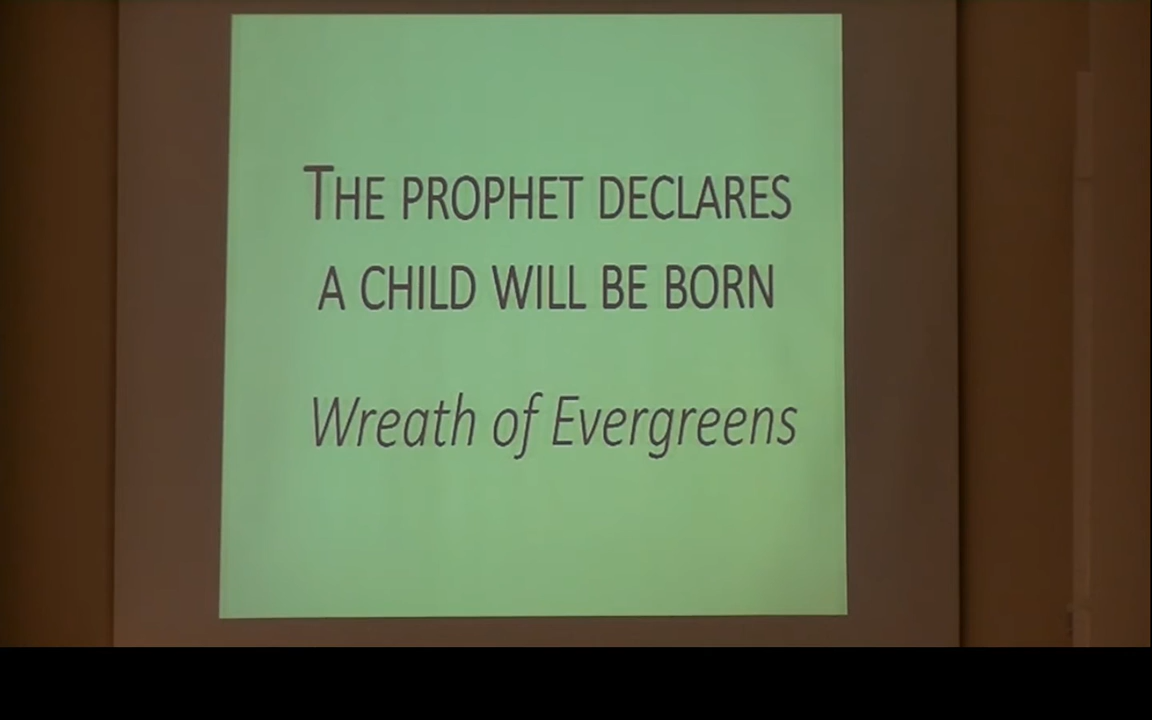 THE PROPHET DECLARES
A CHILD WILL BE BORN
Wreath of Evergreens